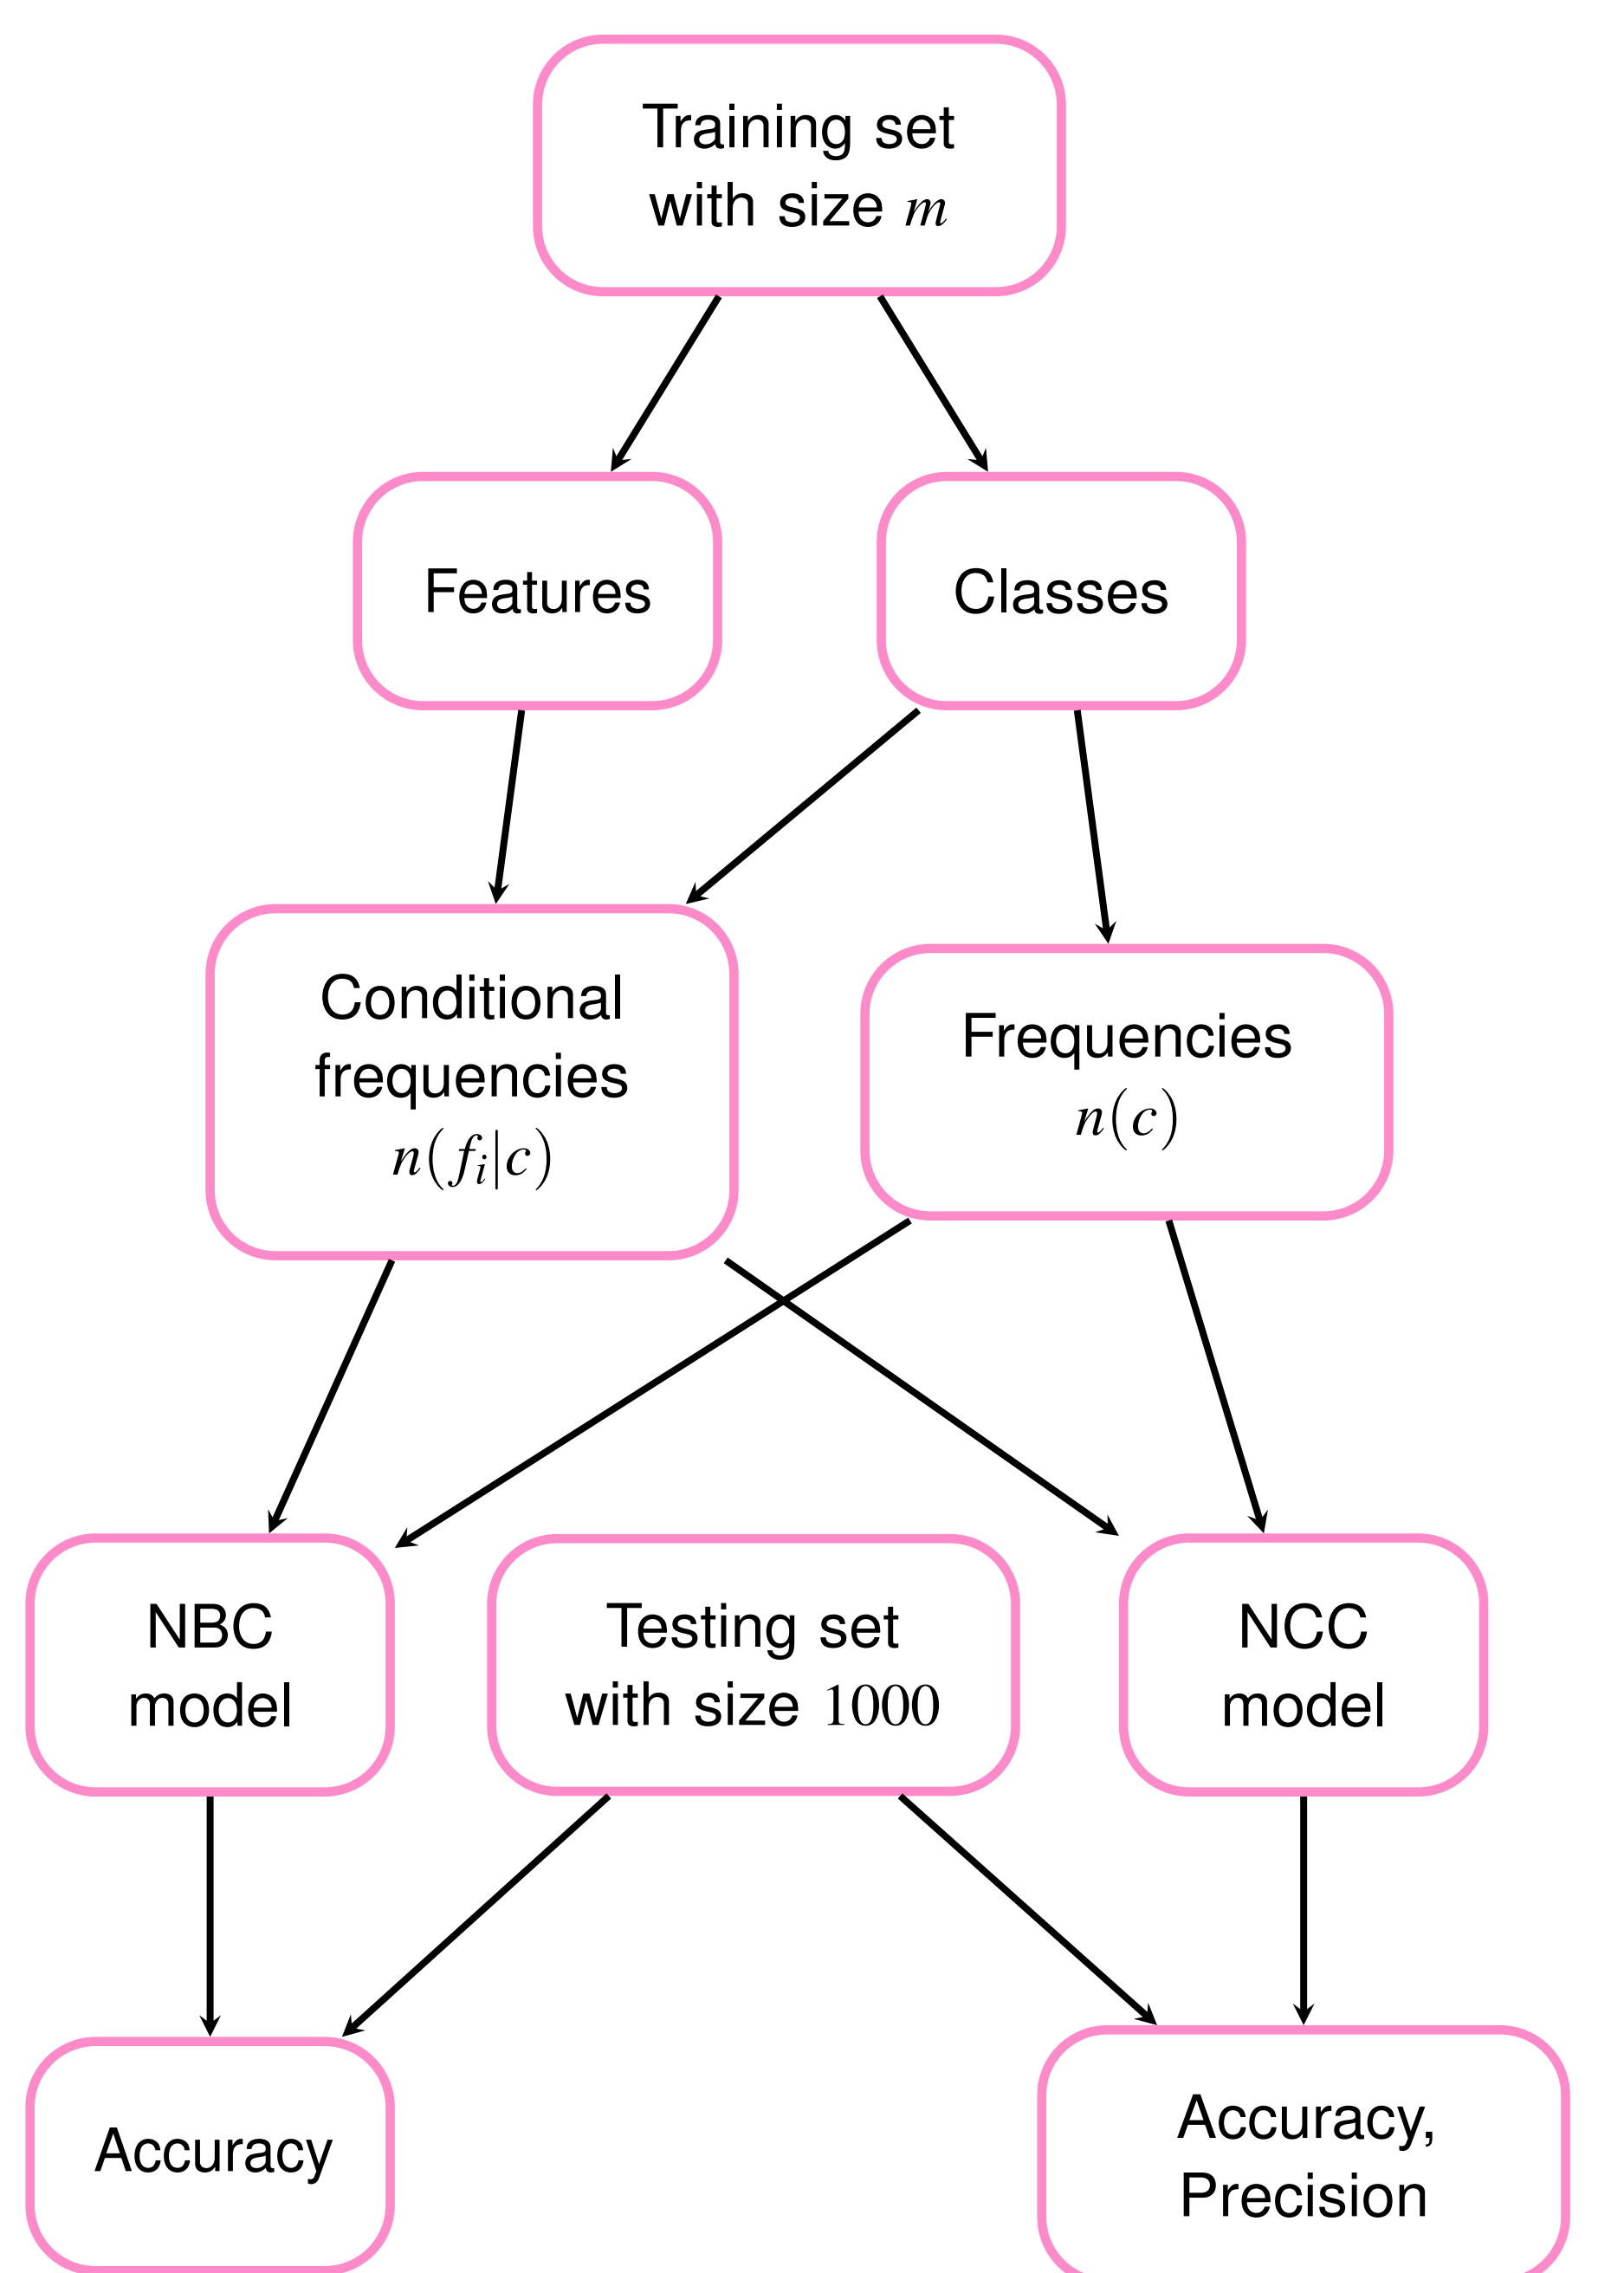 Training set
with size m
Features
Classes
Conditional
frequencies
n(f_i|c)
Frequencies
n(c)
NBC
model
Testing set
with size 1000
NCC
model
Accuracy
Accuracy,
Precision